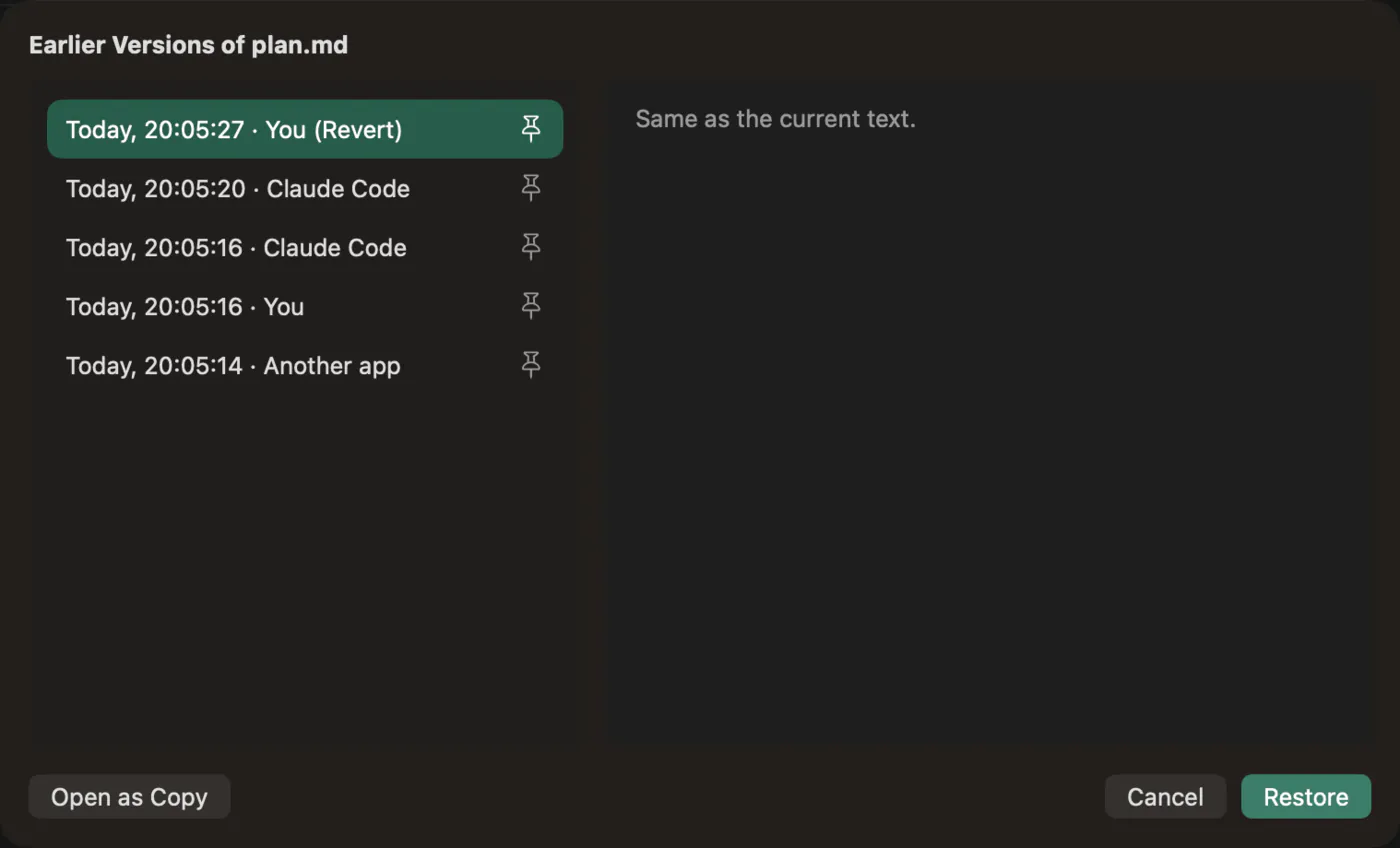 Earlier Versions of plan.md
Today, 20:05:27 · You (Revert)
Today, 20:05:20 · Claude Code
Today, 20:05:16 · Claude Code
Today, 20:05:16 · You
Today, 20:05:14 · Another app
Same as the current text.
Open as Copy
Cancel
Restore